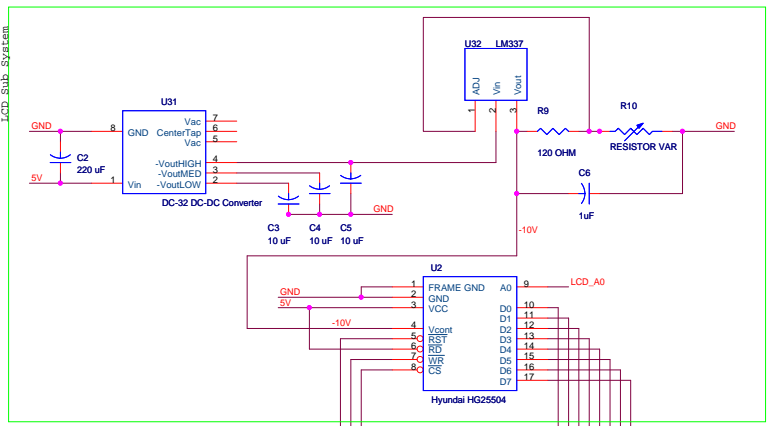 LCD Sub System
U32 LM337
ADJ
Vin
Vout
1
2
3
R9
120 OHM
R10
RESISTOR VAR
GND
U31
GND
8
GND
Vac
7
CenterTap
6
Vac
5
C2
220 uF
-VoutHIGH
4
-VoutMED
3
5V
1
Vin
-VoutLOW
2
DC-32 DC-DC Converter
C3
10 uF
C4
10 uF
C5
10 uF
GND
C6
1uF
-10V
U2
GND
5V
-10V
1
FRAME GND
2
GND
3
VCC
4
Vcont
5
RST
6
RD
7
WR
8
CS
A0
9
LCD_A0
D0
10
D1
11
D2
12
D3
13
D4
14
D5
15
D6
16
D7
17
Hyundai HG25504